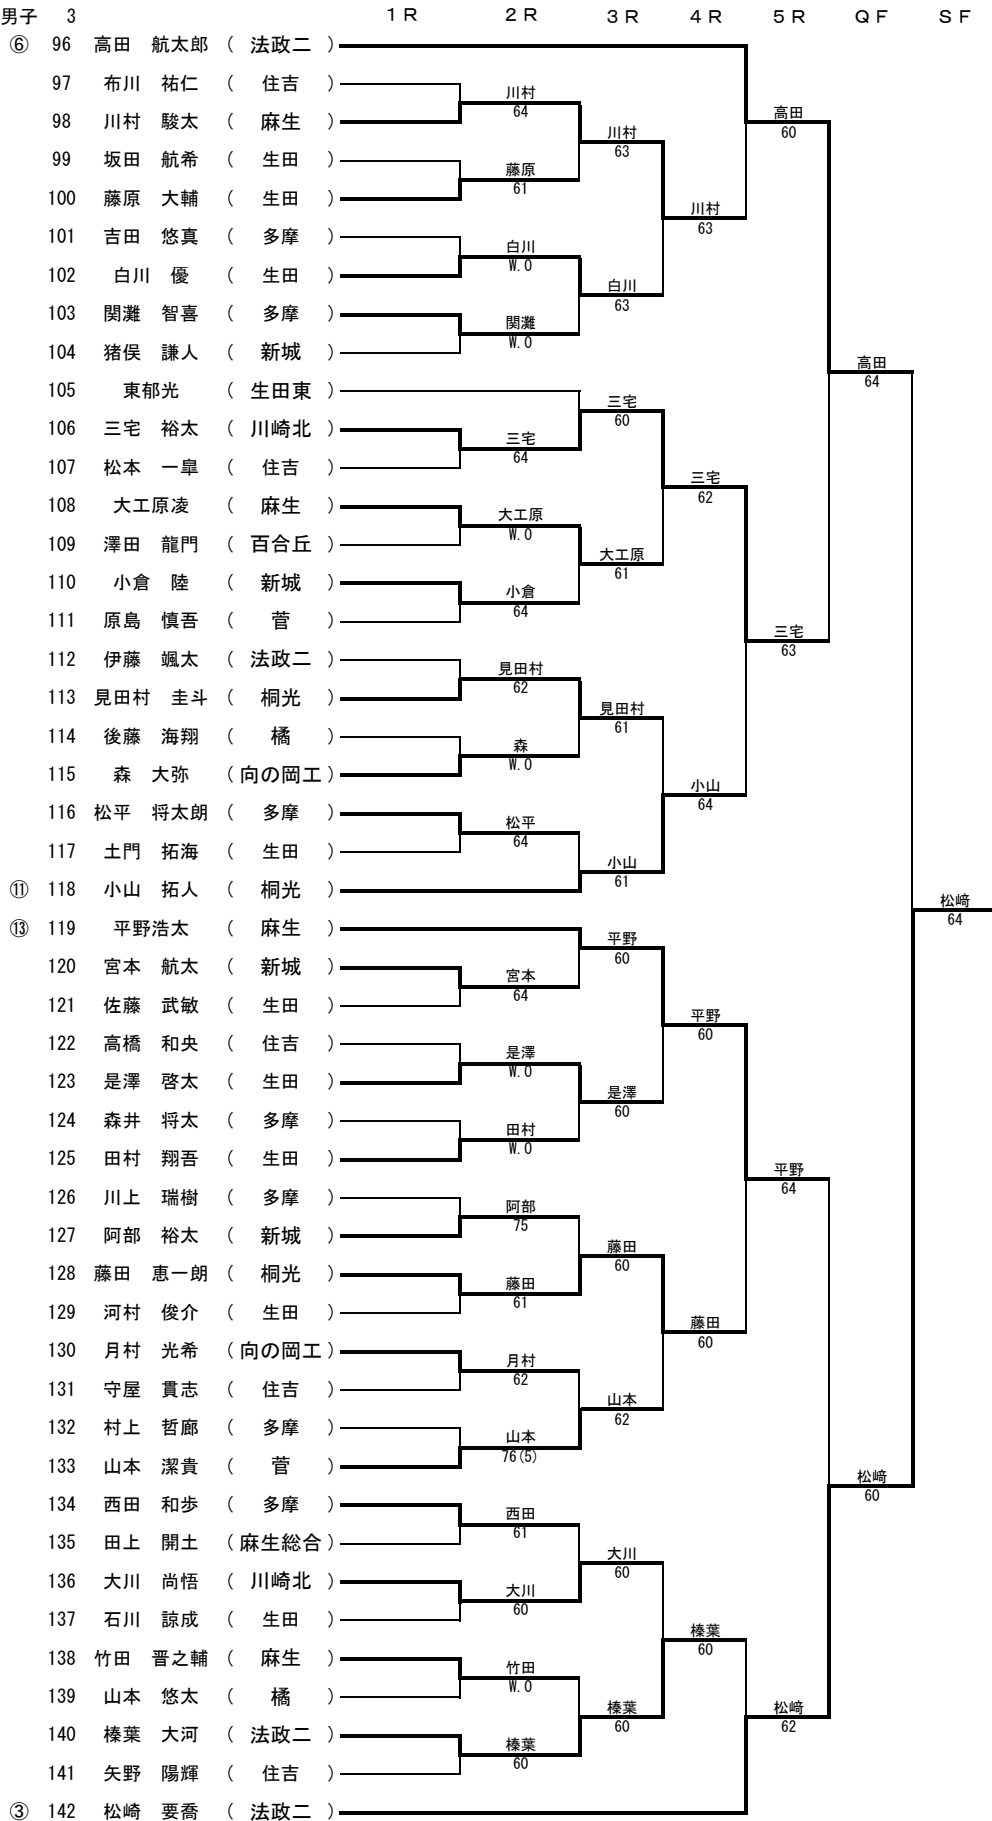 男子 3 1R 2R 3R 4R 5R QF SF
⑥ 96 高田 航太郎 ( 法政二 )
97 布川 祐仁 ( 住吉 )
川村
64
98 川村 駿太 ( 麻生 )
高田
60
川村
63
99 坂田 航希 ( 生田 )
藤原
61
100 藤原 大輔 ( 生田 )
川村
63
101 吉田 悠真 ( 多摩 )
白川
W.O
102 白川 優 ( 生田 )
白川
63
103 関灘 智喜 ( 多摩 )
関灘
W.O
104 猪俣 謙人 ( 新城 )
高田
64
105 東郁光 ( 生田東 )
三宅
60
106 三宅 裕太 ( 川崎北 )
三宅
64
107 松本 一皐 ( 住吉 )
三宅
62
108 大工原凌 ( 麻生 )
大工原
W.O
109 澤田 龍門 ( 百合丘 )
大工原
61
110 小倉 陸 ( 新城 )
小倉
64
111 原島 慎吾 ( 菅 )
三宅
63
112 伊藤 颯太 ( 法政二 )
見田村
62
113 見田村 圭斗 ( 桐光 )
見田村
61
114 後藤 海翔 ( 橘 )
森
W.O
115 森 大弥 ( 向の岡工 )
小山
64
116 松平 将太朗 ( 多摩 )
松平
64
117 土門 拓海 ( 生田 )
小山
61
⑪ 118 小山 拓人 ( 桐光 )
松﨑
64
⑬ 119 平野浩太 ( 麻生 )
平野
60
120 宮本 航太 ( 新城 )
宮本
64
121 佐藤 武敏 ( 生田 )
平野
60
122 高橋 和央 ( 住吉 )
是澤
W.O
123 是澤 啓太 ( 生田 )
是澤
60
124 森井 将太 ( 多摩 )
田村
W.O
125 田村 翔吾 ( 生田 )
平野
64
126 川上 瑞樹 ( 多摩 )
阿部
75
127 阿部 裕太 ( 新城 )
藤田
60
128 藤田 恵一朗 ( 桐光 )
藤田
61
129 河村 俊介 ( 生田 )
藤田
60
130 月村 光希 ( 向の岡工 )
月村
62
131 守屋 貫志 ( 住吉 )
山本
62
132 村上 哲廊 ( 多摩 )
山本
76(5)
133 山本 潔貴 ( 菅 )
松﨑
60
134 西田 和歩 ( 多摩 )
西田
61
135 田上 開土 ( 麻生総合 )
大川
60
136 大川 尚悟 ( 川崎北 )
大川
60
137 石川 諒成 ( 生田 )
榛葉
60
138 竹田 晋之輔 ( 麻生 )
竹田
W.O
139 山本 悠太 ( 橘 )
榛葉
60
松﨑
62
140 榛葉 大河 ( 法政二 )
榛葉
60
141 矢野 陽輝 ( 住吉 )
③ 142 松﨑 要喬 ( 法政二 )